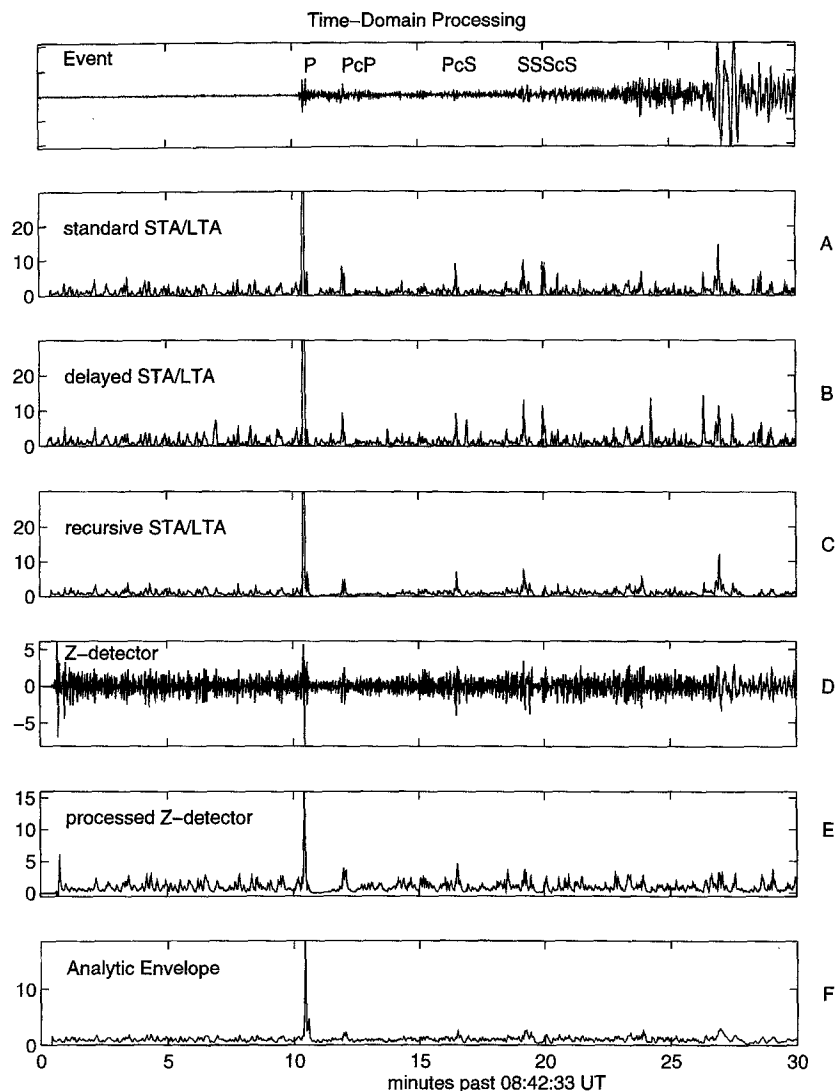 Time-Domain Processing
Event
P PcP PcS SSSScS
standard STA/LTA
20
10
0
A
delayed STA/LTA
20
10
0
B
recursive STA/LTA
20
10
0
C
Z-detector
5
0
-5
D
processed Z-detector
15
10
5
0
E
Analytic Envelope
10
0
F
0 5 10 15 20 25 30
minutes past 08:42:33 UT